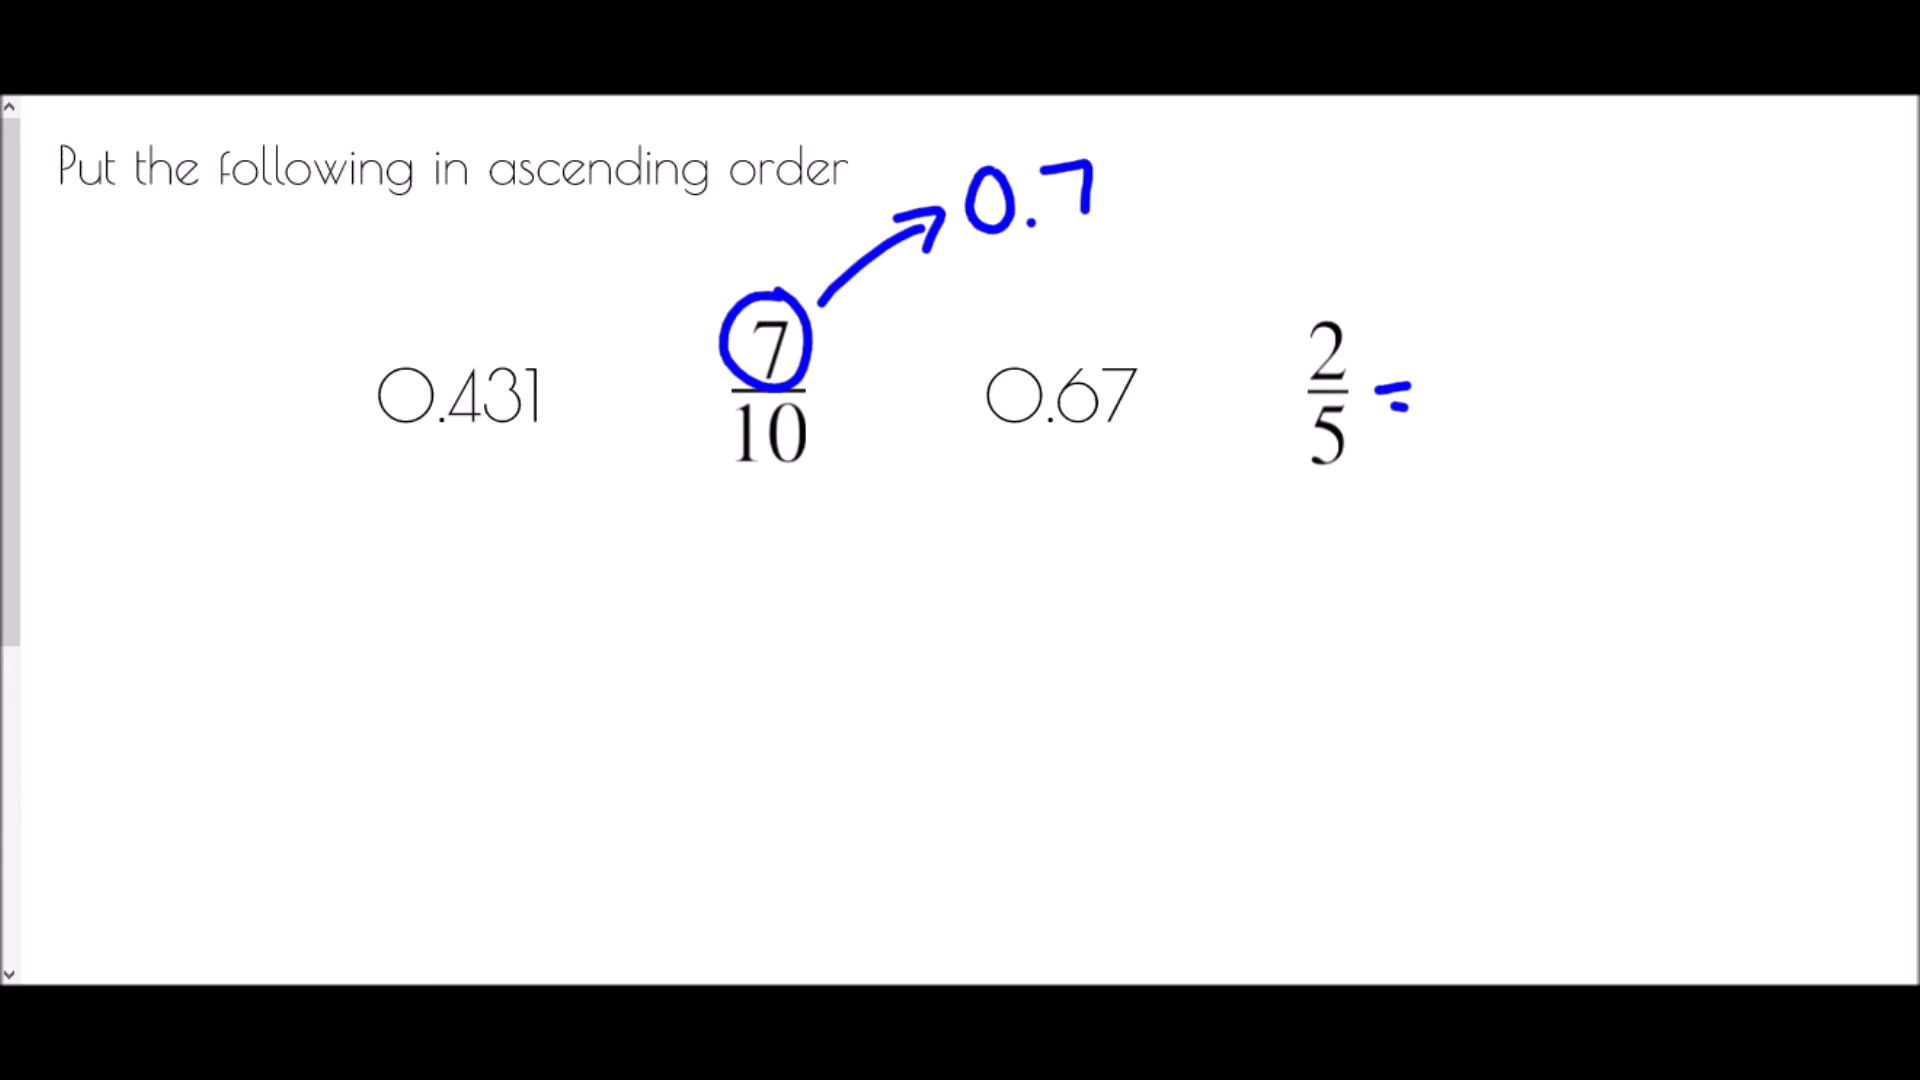 Put the following in ascending order
0.7
0.431 7/10 0.67 2/5 =